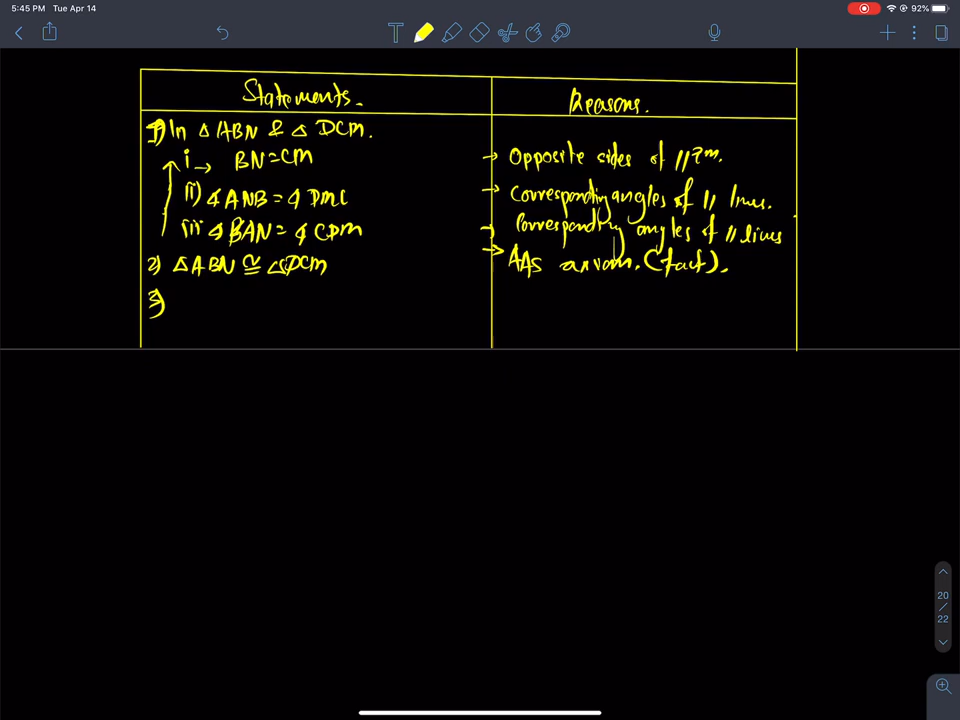 5:45 PM Tue Apr 14
92%
Statements.
Reasons.
1) In △ ABN & △ DCM.
i → BN = CM
→ Opposite sides of //gm.
ii) ∢ ANB = ∢ DMC
→ Corresponding angles of // lines.
iii ∢ BAN = ∢ CDM
→ Corresponding angles of // lines
2) △ ABN ≅ △ DCM
→ AAS axiom. (fact).
3)
20
/
22